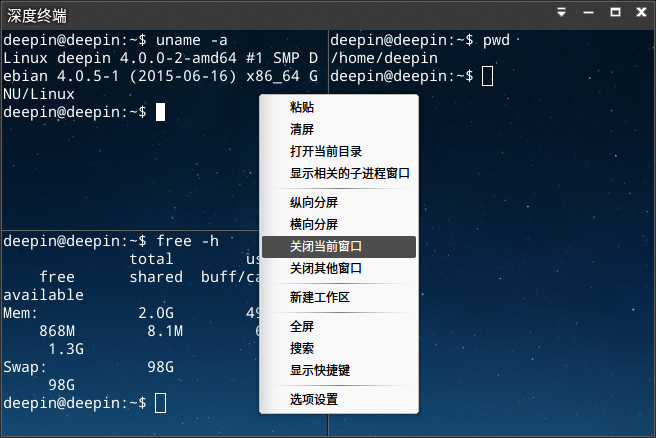 深度终端
deepin@deepin:~$ uname -a
Linux deepin 4.0.0-2-amd64 #1 SMP D
ebian 4.0.5-1 (2015-06-16) x86_64 G
NU/Linux
deepin@deepin:~$
deepin@deepin:~$ pwd
/home/deepin
deepin@deepin:~$
deepin@deepin:~$ free -h
total us
free shared buff/ca
available
Mem: 2.0G 49
868M 8.1M
1.3G
Swap: 98G
98G
deepin@deepin:~$
粘贴
清屏
打开当前目录
显示相关的子进程窗口
纵向分屏
横向分屏
关闭当前窗口
关闭其他窗口
新建工作区
全屏
搜索
显示快捷键
选项设置